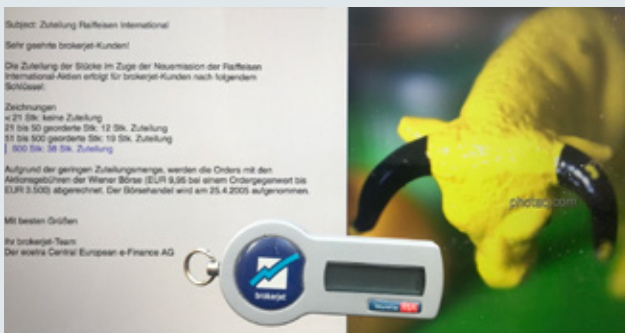 Subject: Zuteilung Raiffeisen International
Sehr geehrte brokerjet-Kunden!
Die Zuteilung der Stücke im Zuge der Neuemission der Raiffeisen
International-Aktien erfolgt für brokerjet-Kunden nach folgendem
Schlüssel:
Zeichnungen
< 21 Stk: keine Zuteilung
21 bis 50 georderte Stk: 12 Stk. Zuteilung
51 bis 500 georderte Stk: 19 Stk. Zuteilung
500 Stk: 38 Stk. Zuteilung
Aufgrund der geringen Zuteilungsmenge, werden die Orders mit den
Aktionsgebühren der Wiener Börse (EUR 9,95 bei einem Ordergegenwert bis
EUR 3.500) abgerechnet. Der Börsehandel wird am 25.4.2005 aufgenommen.
Mit besten Grüßen
Ihr brokerjet-Team
Der ecetra Central European e-Finance AG
brokerjet
RSA